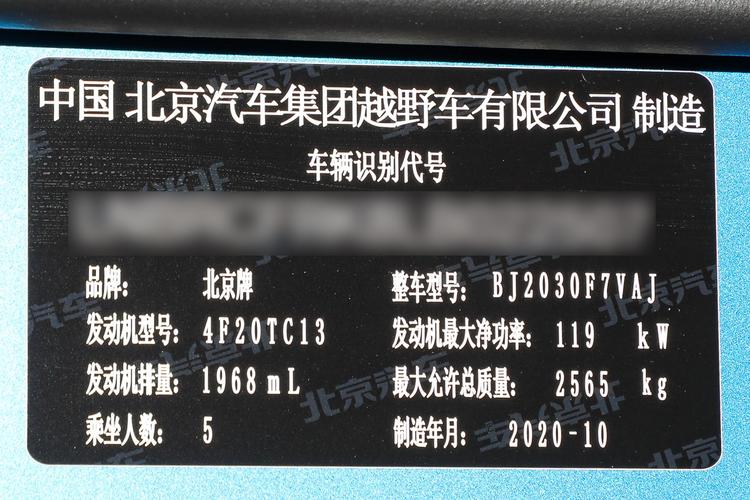 中国 北京汽车集团越野车有限公司 制造
车辆识别代号
品牌: 北京牌 整车型号: BJ2030F7VAJ
发动机型号: 4F20TC13 发动机最大净功率: 119 kW
发动机排量: 1968 mL 最大允许总质量: 2565 kg
乘坐人数: 5 制造年月: 2020-10